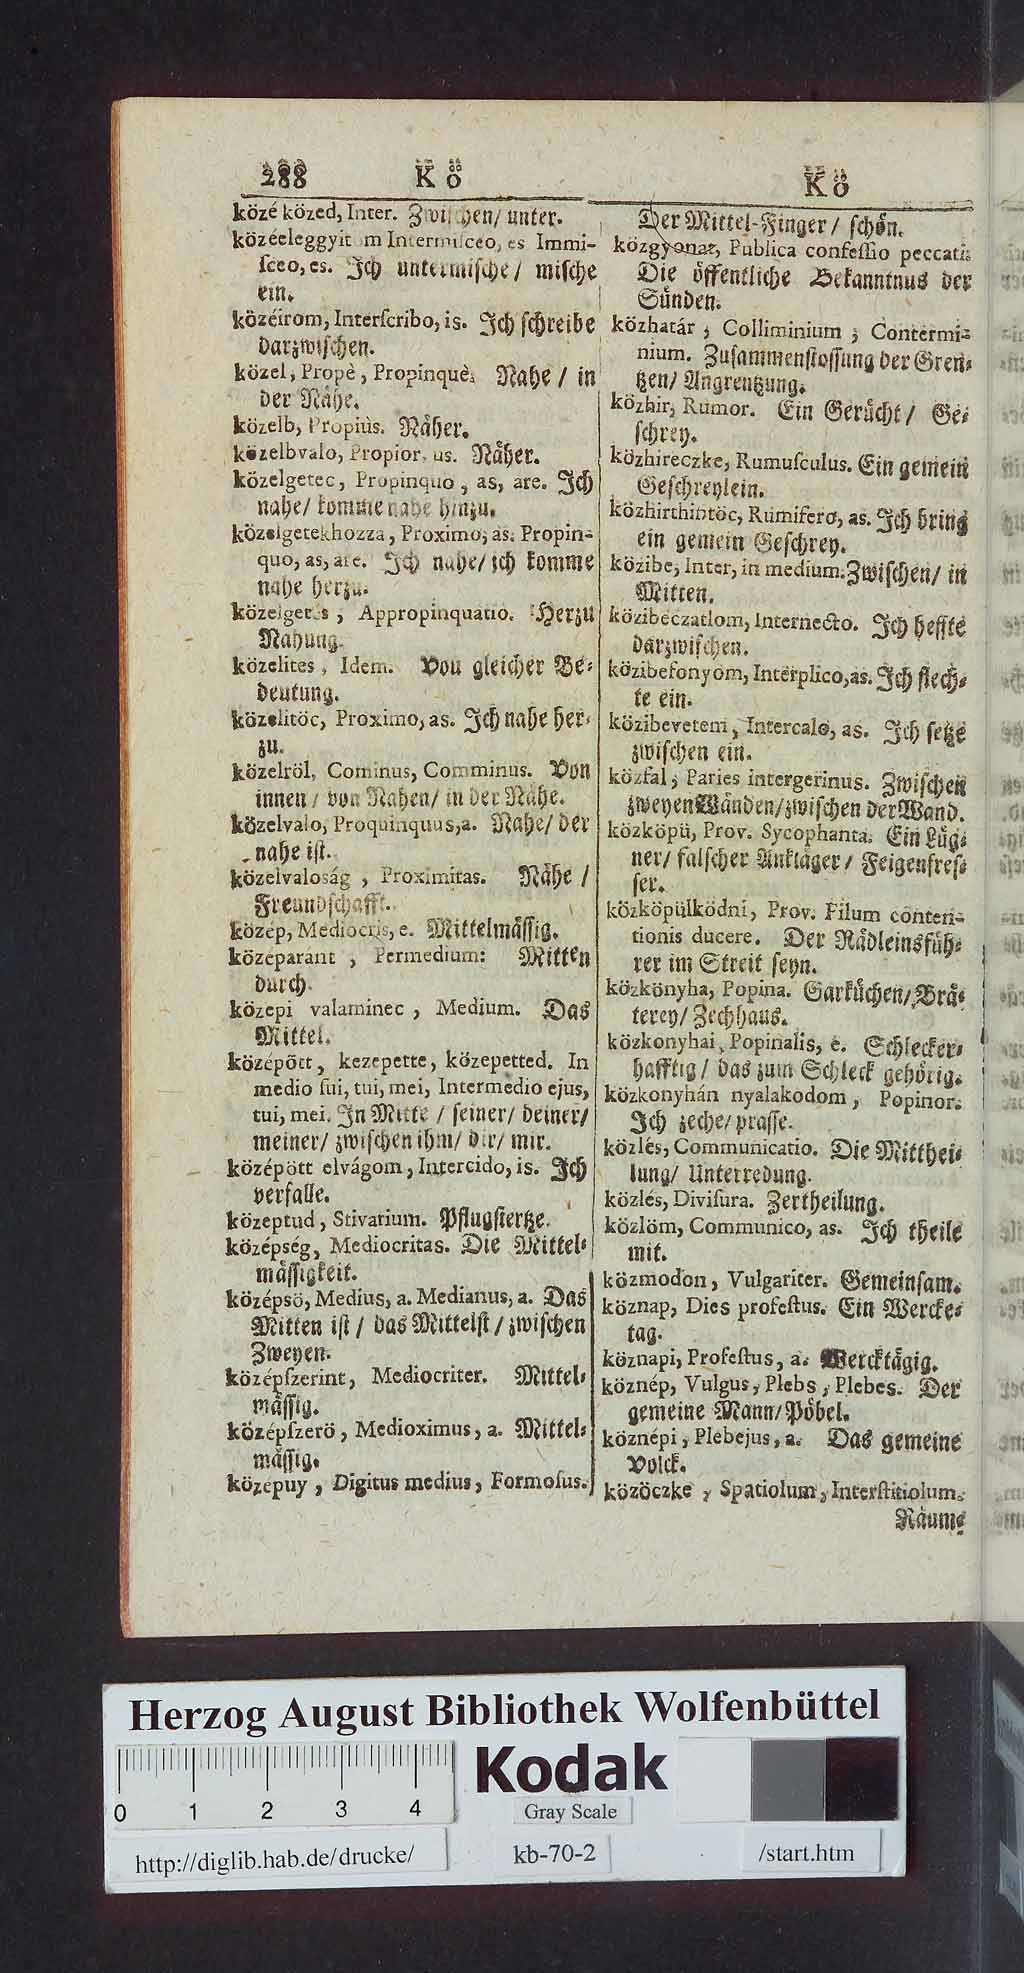 288 Kö
közé közed, Inter. Zwischen/ unter.
közéeleggyitem Intermisceo, es Immi-
sceo, es. Ich untermische/ mische
ein.
közéirom, Interscribo, is. Ich schreibe
darzwischen.
közel, Propè, Propinquè. Nahe / in
der Nähe.
közelb, Propiùs. Näher.
közelbvalo, Propior, us. Näher.
közelgetec, Propinquo, as, are. Ich
nahe/ komme nahe hinzu.
közelgetekhozza, Proximo, as. Propin-
quo, as, are. Ich nahe/ ich komme
nahe herzu.
közelgetés, Appropinquatio. Herzu
Nahung.
közelites, Idem. Von gleicher Be-
deutung.
közelitöc, Proximo, as. Ich nahe her-
zu.
közelröl, Cominus, Comminus. Von
innen / von Nahen/ in der Nähe.
közelvalo, Proquinquus, a. Nahe/ der
nahe ist.
közelvaloság, Proximitas. Nähe /
Freundschafft.
közép, Mediocris, e. Mittelmässig.
középarant, Permedium: Mitten
durch.
közepi valaminec, Medium. Das
Mittel.
középött, kezepette, közepetted. In
medio sui, tui, mei, Intermedio ejus,
tui, mei. In Mitte / seiner/ deiner/
meiner/ zwischen ihm/ dir/ mir.
középött elvágom, Intercido, is. Ich
verfalle.
közeptud, Stivarium. Pflugstertze.
középség, Mediocritas. Die Mittel-
mässigkeit.
középsö, Medius, a. Medianus, a. Das
Mitten ist / das Mittelst / zwischen
Zweyen.
középszerint, Mediocriter. Mittel-
mässig.
középszerö, Medioximus, a. Mittel-
mässig.
közepuy, Digitus medius, Formosus.
Kö
Der Mittel-Finger / schön.
közgyonaz, Publica confessio peccati.
Die öffentliche Bekanntnus der
Sünden.
közhatár, Colliminium, Contermi-
nium. Zusammenstossung der Gren-
tzen/ Angrentzung.
közhir, Rumor. Ein Gerücht / Ge-
schrey.
közhireczke, Rumusculus. Ein gemein
Geschreylein.
közhirthintöc, Rumifero, as. Ich bring
ein gemein Geschrey.
közibe, Inter, in medium. Zwischen/ in
Mitten.
közibeczatlom, Internecto. Ich heffte
darzwischen.
közibefonyom, Interplico, as. Ich flech-
te ein.
közibevetem, Intercalo, as. Ich setze
zwischen ein.
közfal, Paries intergerinus. Zwischen
zweyen Wänden/ zwischen der Wand.
közköpü, Prov. Sycophanta. Ein Lüg-
ner/ falscher Ankläger / Feigenfres-
ser.
közköpülködni, Prov. Filum conten-
tionis ducere. Der Rädleinsfüh-
rer im Streit seyn.
közkönyha, Popina. Garküchen/ Brä-
terey/ Zechhaus.
közkonyhai, Popinalis, e. Schlecker-
hafftig / das zum Schleck gehörig.
közkonyhán nyalakodom, Popinor.
Ich zeche/ prasse.
közlés, Communicatio. Die Mitthei-
lung/ Unterredung.
közlés, Divisura. Zertheilung.
közlöm, Communico, as. Ich theile
mit.
közmodon, Vulgariter. Gemeinsam.
köznap, Dies profestus. Ein Wercke-
tag.
köznapi, Profestus, a. Wercktägig.
köznép, Vulgus, Plebs, Plebes. Der
gemeine Mann/ Pöbel.
köznépi, Plebejus, a. Das gemeine
Volck.
közöczke, Spatiolum, Interstitiolum.
Räum-
Herzog August Bibliothek Wolfenbüttel
0 1 2 3 4
Kodak
Gray Scale
http://diglib.hab.de/drucke/ kb-70-2 /start.htm